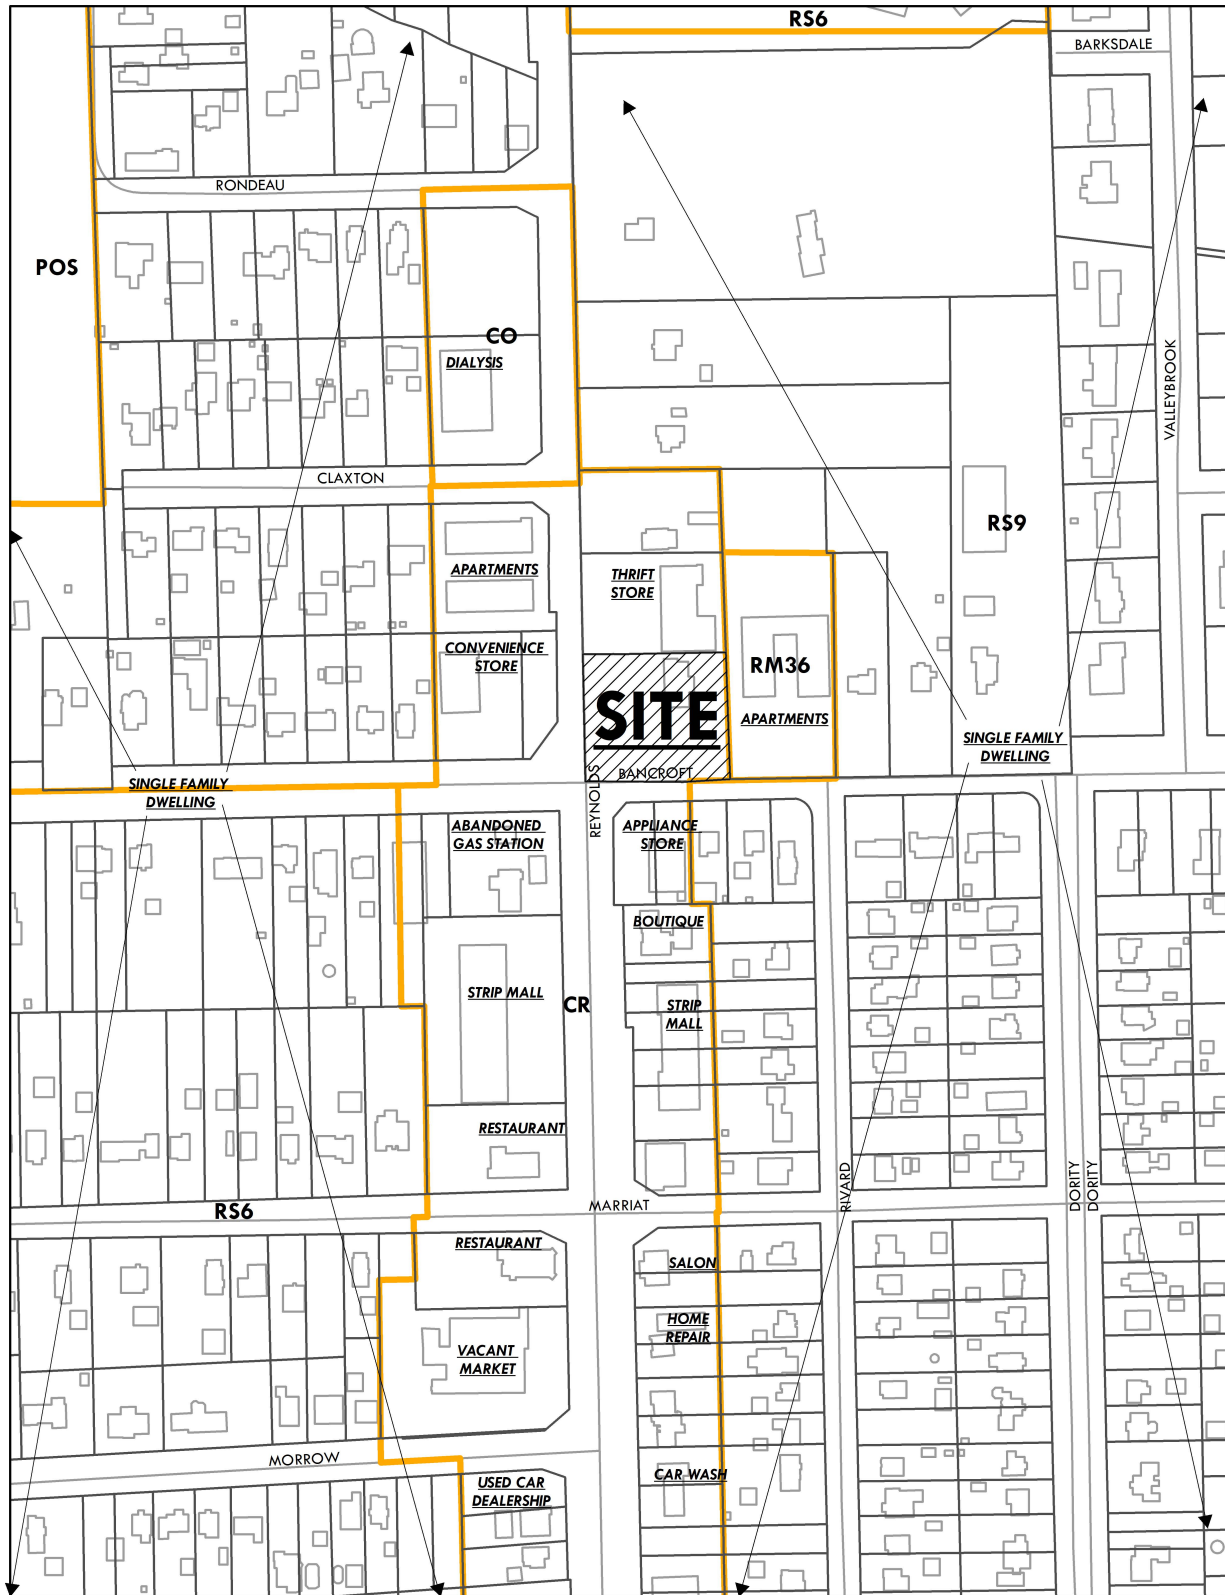 RS6
BARKSDALE
RONDEAU
POS
CO
DIALYSIS
VALLEYBROOK
CLAXTON
RS9
APARTMENTS
THRIFT
STORE
CONVENIENCE
STORE
RM36
SITE
APARTMENTS
SINGLE FAMILY
DWELLING
BANCROFT
REYNOLDS
SINGLE FAMILY
DWELLING
ABANDONED
GAS STATION
APPLIANCE
STORE
BOUTIQUE
STRIP MALL
CR
STRIP
MALL
RESTAURANT
RIVARD
DORITY
DORITY
MARRIAT
RS6
RESTAURANT
SALON
HOME
REPAIR
VACANT
MARKET
MORROW
CAR WASH
USED CAR
DEALERSHIP